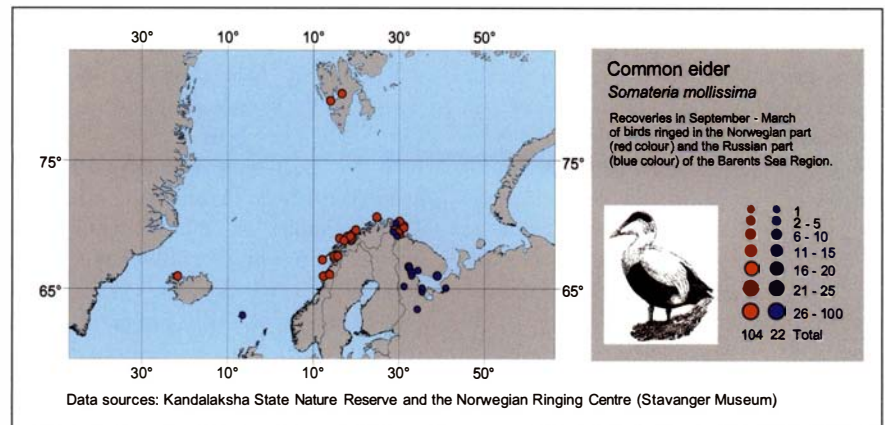 30° 10° 10° 30° 50°
75° 75°
65° 65°
30° 10° 10° 30° 50°
Common eider
Somateria mollissima
Recoveries in September - March
of birds ringed in the Norwegian part
(red colour) and the Russian part
(blue colour) of the Barents Sea Region.
1
2 - 5
6 - 10
11 - 15
16 - 20
21 - 25
26 - 100
104 22 Total
Data sources: Kandalaksha State Nature Reserve and the Norwegian Ringing Centre (Stavanger Museum)